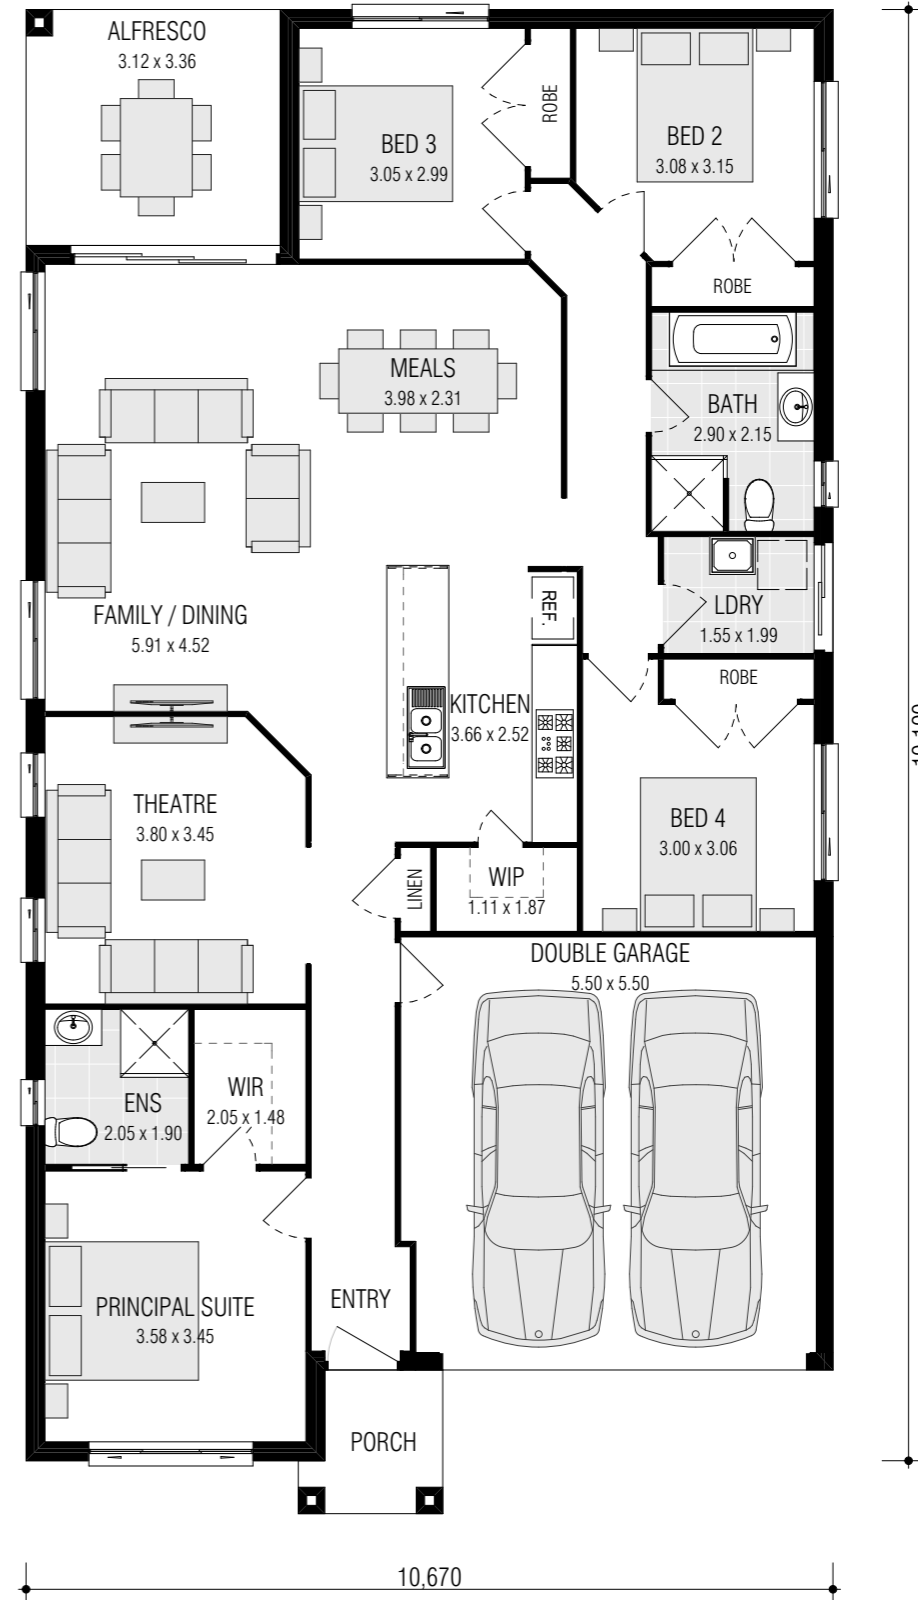 ALFRESCO
3.12 x 3.36
BED 3
3.05 x 2.99
ROBE
BED 2
3.08 x 3.15
ROBE
MEALS
3.98 x 2.31
BATH
2.90 x 2.15
FAMILY / DINING
5.91 x 4.52
REF.
LDRY
1.55 x 1.99
ROBE
KITCHEN
3.66 x 2.52
THEATRE
3.80 x 3.45
BED 4
3.00 x 3.06
LINEN
WIP
1.11 x 1.87
DOUBLE GARAGE
5.50 x 5.50
WIR
2.05 x 1.48
ENS
2.05 x 1.90
PRINCIPAL SUITE
3.58 x 3.45
ENTRY
PORCH
10,670